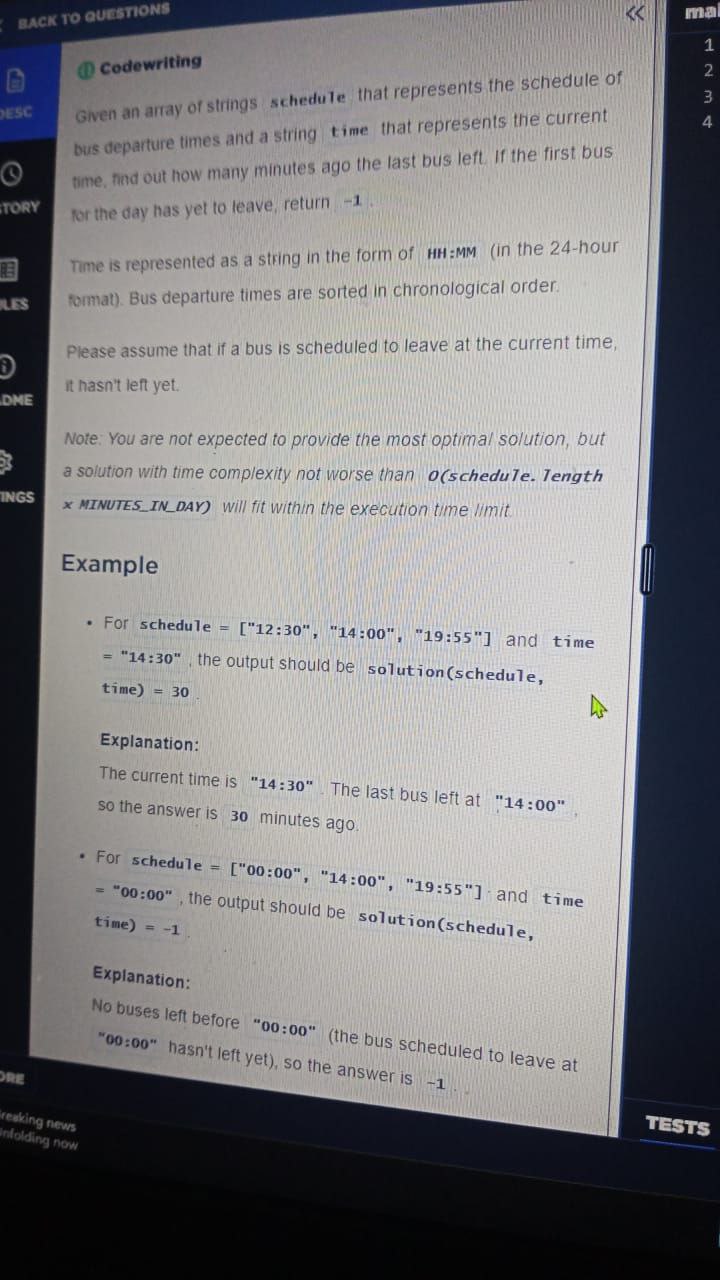 BACK TO QUESTIONS
mai
DESC
STORY
DME
INGS
ORE
reaking news
nfolding now
Codewriting
Given an array of strings schedule that represents the schedule of
bus departure times and a string time that represents the current
time, find out how many minutes ago the last bus left. If the first bus
for the day has yet to leave, return -1.
Time is represented as a string in the form of HH:MM (in the 24-hour
format). Bus departure times are sorted in chronological order.
Please assume that if a bus is scheduled to leave at the current time,
it hasn't left yet.
Note: You are not expected to provide the most optimal solution, but
a solution with time complexity not worse than O(schedule.length
x MINUTES_IN_DAY) will fit within the execution time limit.
Example
• For schedule = ["12:30", "14:00", "19:55"] and time
= "14:30", the output should be solution(schedule,
time) = 30.
Explanation:
The current time is "14:30". The last bus left at "14:00",
so the answer is 30 minutes ago.
• For schedule = ["00:00", "14:00", "19:55"] and time
= "00:00", the output should be solution(schedule,
time) = -1.
Explanation:
No buses left before "00:00" (the bus scheduled to leave at
"00:00" hasn't left yet), so the answer is -1.
1
2
3
4
TESTS